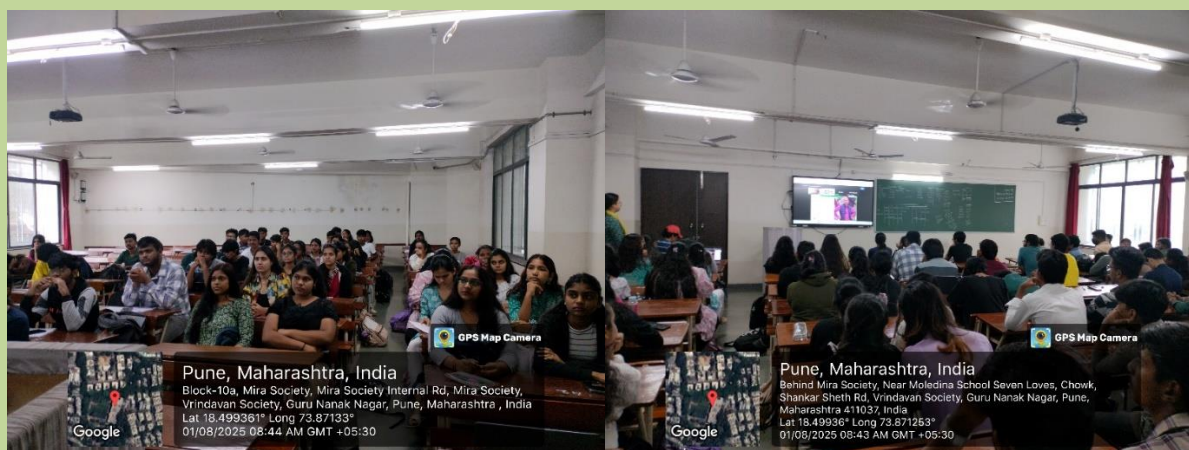 GPS Map Camera
Pune, Maharashtra, India
Block-10a, Mira Society, Mira Society Internal Rd, Mira Society,
Vrindavan Society, Guru Nanak Nagar, Pune, Maharashtra , India
Lat 18.499361° Long 73.87133°
01/08/2025 08:44 AM GMT +05:30
Google
GPS Map Camera
Pune, Maharashtra, India
Behind Mira Society, Near Moledina School Seven Loves, Chowk,
Shankar Sheth Rd, Vrindavan Society, Guru Nanak Nagar, Pune,
Maharashtra 411037, India
Lat 18.49936° Long 73.871253°
01/08/2025 08:43 AM GMT +05:30
Google